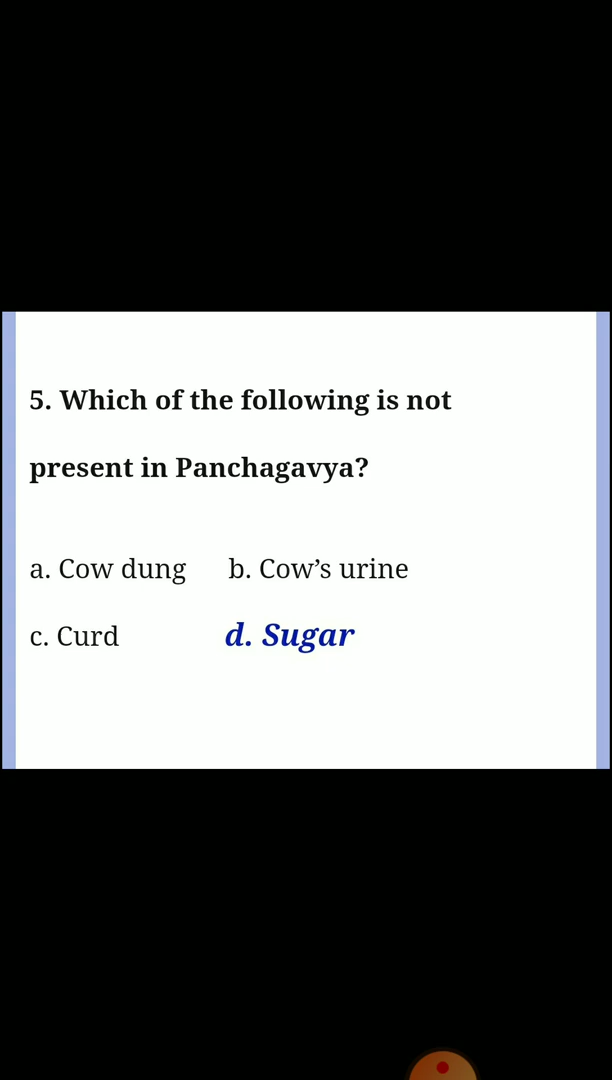 5. Which of the following is not
present in Panchagavya?
a. Cow dung b. Cow’s urine
c. Curd d. Sugar